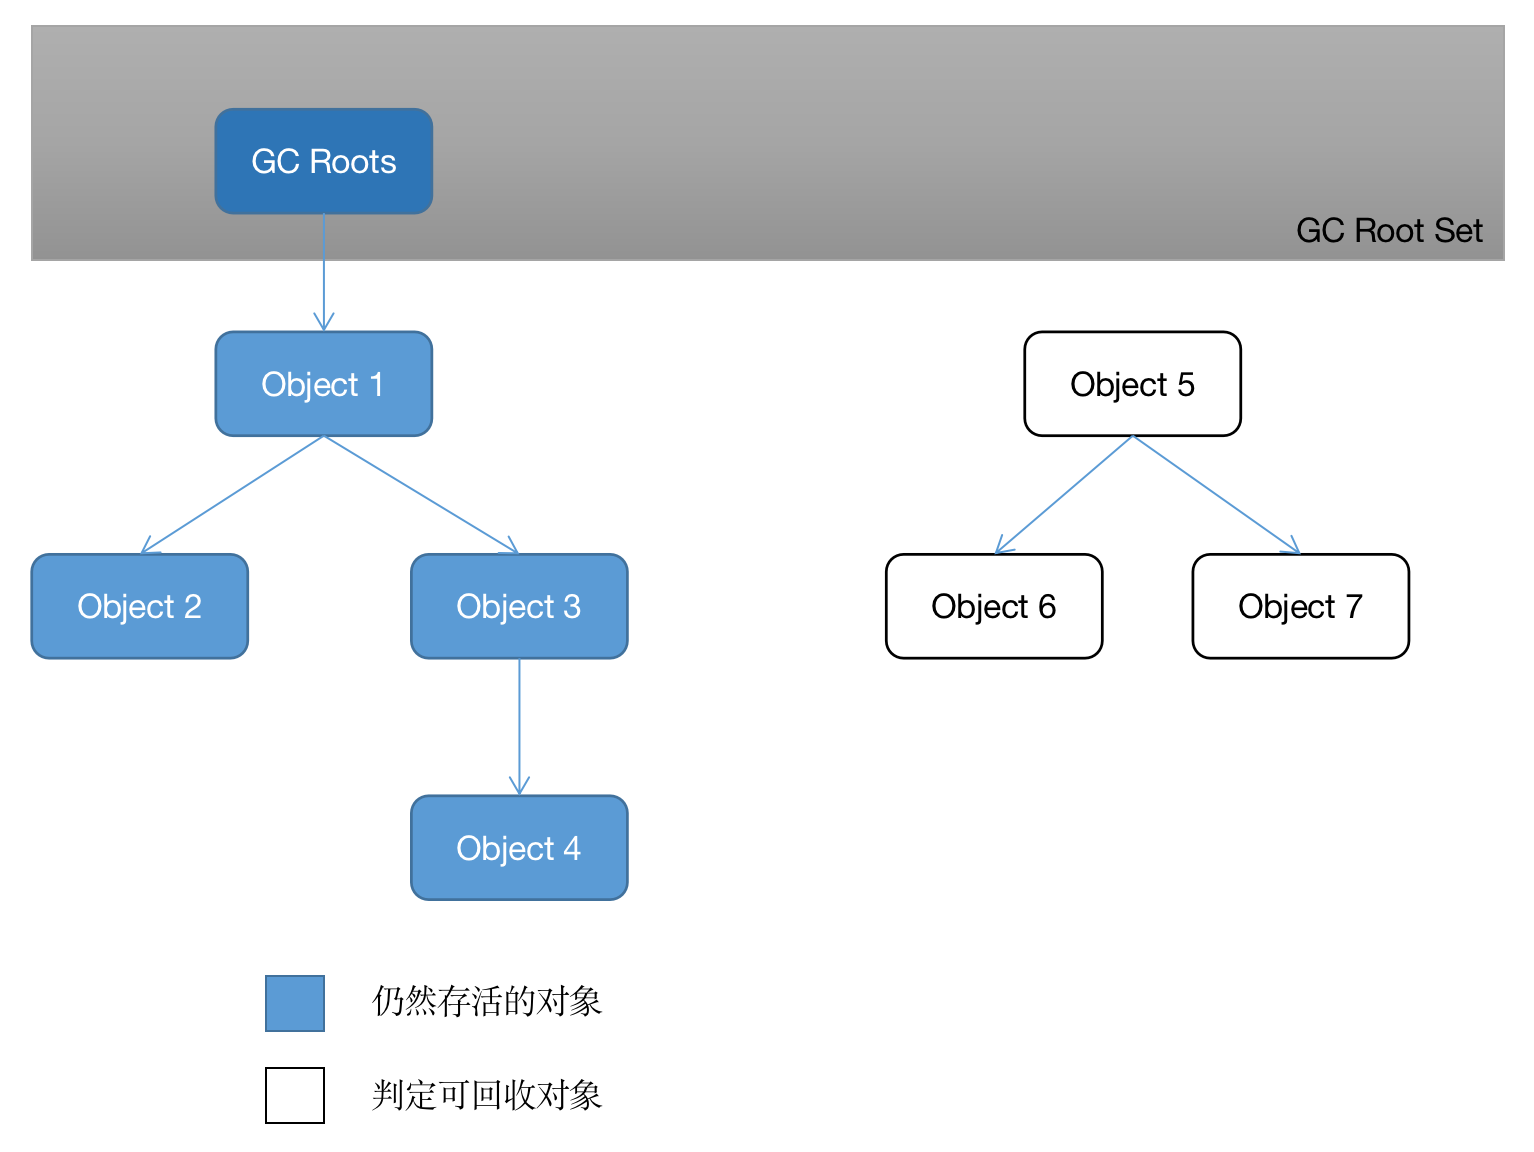 GC Roots
GC Root Set
Object 1
Object 5
Object 2
Object 3
Object 6
Object 7
Object 4
仍然存活的对象
判定可回收对象